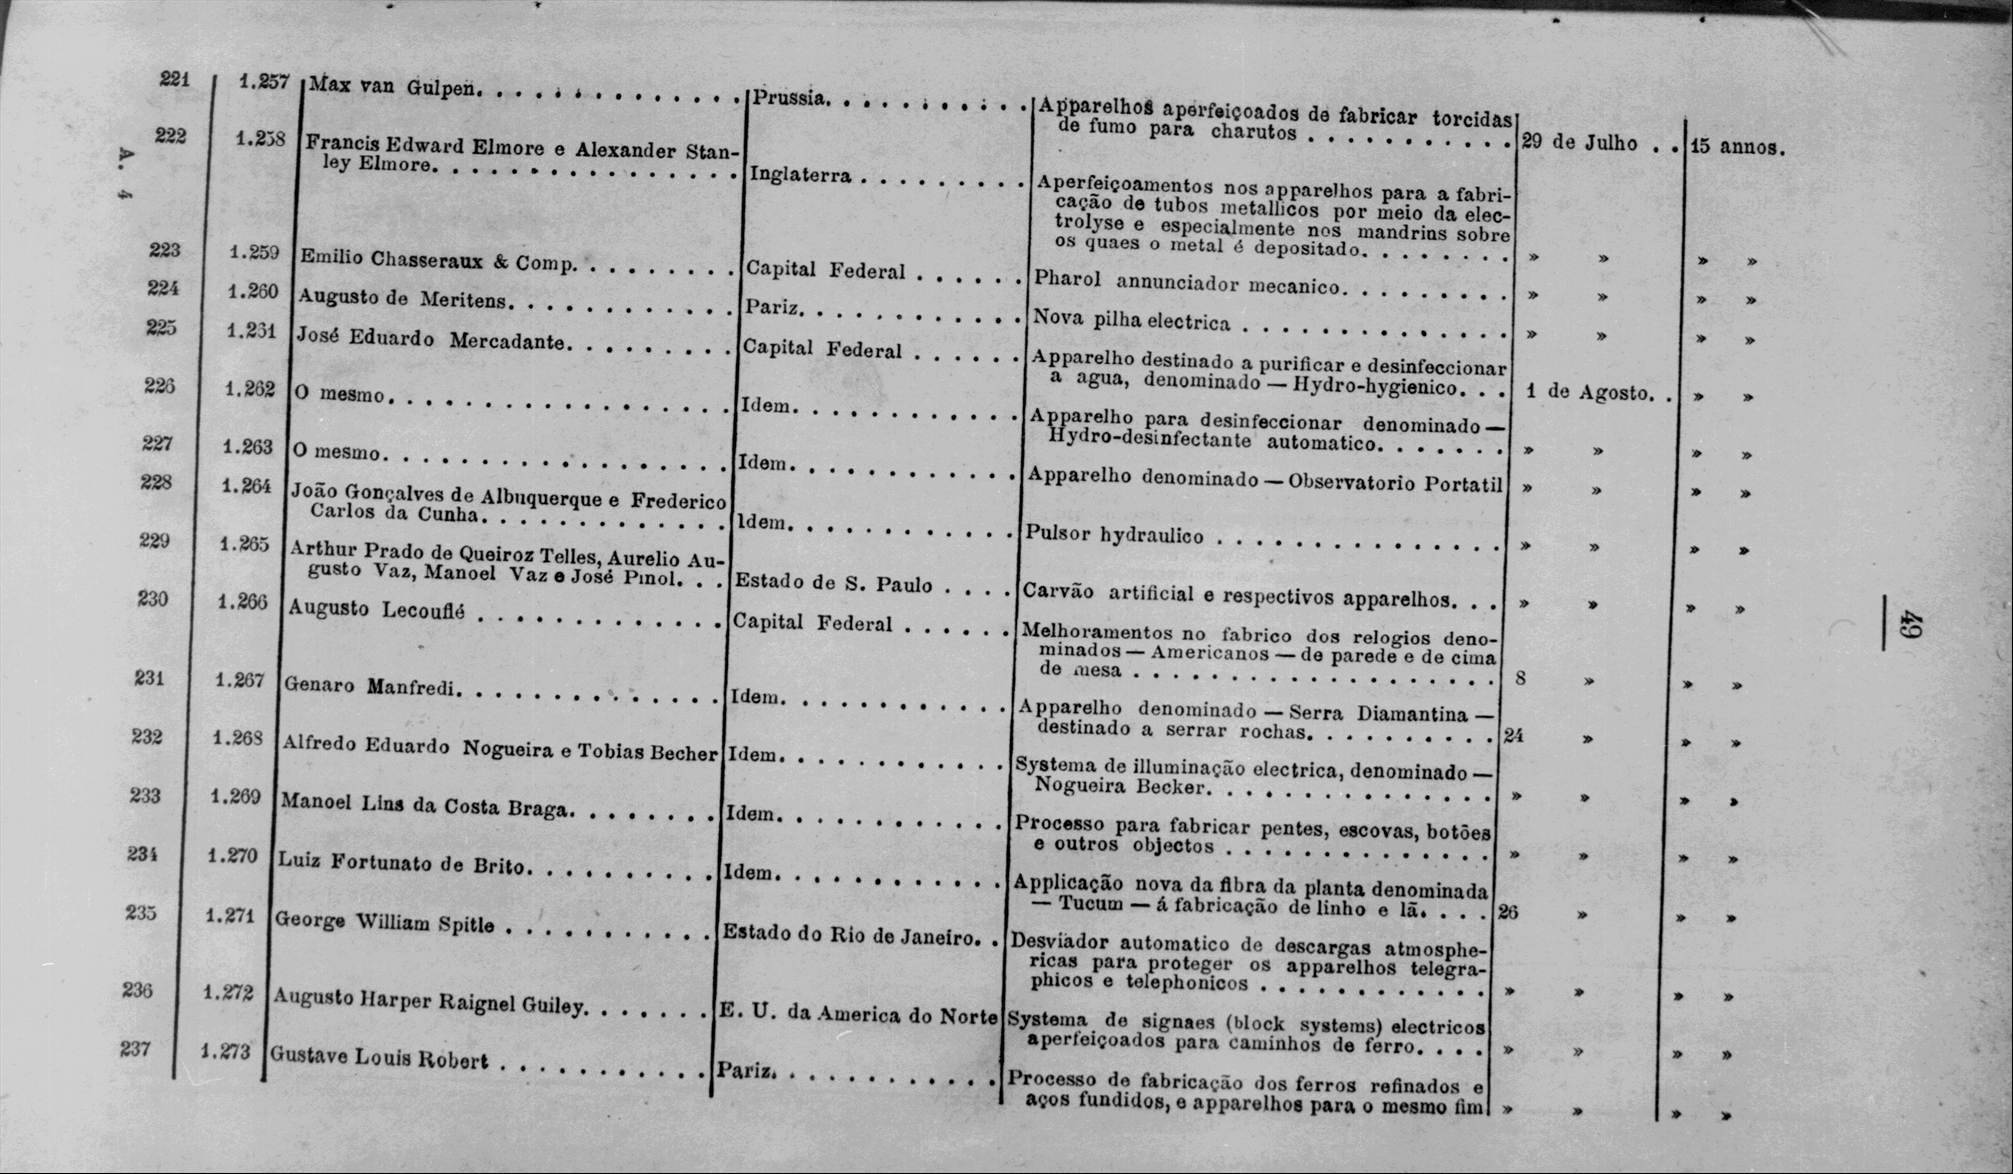 221 1.257 Max van Gulpen. . . . . . . . . . . . . . Prussia. . . . . . . . . . . Apparelhos aperfeiçoados de fabricar torcidas
de fumo para charutos . . . . . . . . . . . 29 de Julho . . 15 annos.
222 1.258 Francis Edward Elmore e Alexander Stan-
ley Elmore. . . . . . . . . . . . . . . . Inglaterra . . . . . . . . . Aperfeiçoamentos nos apparelhos para a fabri-
cação de tubos metallicos por meio da elec-
trolyse e especialmente nos mandrins sobre
os quaes o metal é depositado. . . . . . . . » » » »
223 1.259 Emilio Chasseraux & Comp. . . . . . . . . Capital Federal . . . . . . Pharol annunciador mecanico. . . . . . . . . » » » »
224 1.260 Augusto de Meritens. . . . . . . . . . . . Pariz. . . . . . . . . . . . Nova pilha electrica . . . . . . . . . . . . . . » » » »
225 1.261 José Eduardo Mercadante. . . . . . . . . Capital Federal . . . . . . Apparelho destinado a purificar e desinfeccionar
a agua, denominado — Hydro-hygienico. . . 1 de Agosto. . » »
226 1.262 O mesmo. . . . . . . . . . . . . . . . . . Idem. . . . . . . . . . . . Apparelho para desinfeccionar denominado —
Hydro-desinfectante automatico. . . . . . . » » » »
227 1.263 O mesmo. . . . . . . . . . . . . . . . . . Idem. . . . . . . . . . . . Apparelho denominado — Observatorio Portatil » » » »
228 1.264 João Gonçalves de Albuquerque e Frederico
Carlos da Cunha. . . . . . . . . . . . . Idem. . . . . . . . . . . . Pulsor hydraulico . . . . . . . . . . . . . . . » » » »
229 1.265 Arthur Prado de Queiroz Telles, Aurelio Au-
gusto Vaz, Manoel Vaz e José Pinol. . . Estado de S. Paulo . . . . Carvão artificial e respectivos apparelhos. . . » » » »
230 1.266 Augusto Lecouflé . . . . . . . . . . . . . Capital Federal . . . . . . Melhoramentos no fabrico dos relogios deno-
minados — Americanos — de parede e de cima
de mesa . . . . . . . . . . . . . . . . . . . 8 » » »
231 1.267 Genaro Manfredi. . . . . . . . . . . . . . Idem. . . . . . . . . . . . Apparelho denominado — Serra Diamantina —
destinado a serrar rochas. . . . . . . . . . 24 » » »
232 1.268 Alfredo Eduardo Nogueira e Tobias Becher Idem. . . . . . . . . . . . Systema de illuminação electrica, denominado —
Nogueira Becker. . . . . . . . . . . . . . . » » » »
233 1.269 Manoel Lins da Costa Braga. . . . . . . . Idem. . . . . . . . . . . . Processo para fabricar pentes, escovas, botões
e outros objectos . . . . . . . . . . . . . . » » » »
234 1.270 Luiz Fortunato de Brito. . . . . . . . . . Idem. . . . . . . . . . . . Applicação nova da fibra da planta denominada
— Tucum — á fabricação de linho e lã. . . . 26 » » »
235 1.271 George William Spitle . . . . . . . . . . . Estado do Rio de Janeiro. . Desviador automatico de descargas atmosphe-
ricas para proteger os apparelhos telegra-
phicos e telephonicos . . . . . . . . . . . . » » » »
236 1.272 Augusto Harper Raignel Guiley. . . . . . . E. U. da America do Norte Systema de signaes (block systems) electricos
aperfeiçoados para caminhos de ferro. . . . » » » »
237 1.273 Gustave Louis Robert . . . . . . . . . . . Pariz. . . . . . . . . . . . Processo de fabricação dos ferros refinados e
aços fundidos, e apparelhos para o mesmo fim » » » »
A. 4
49